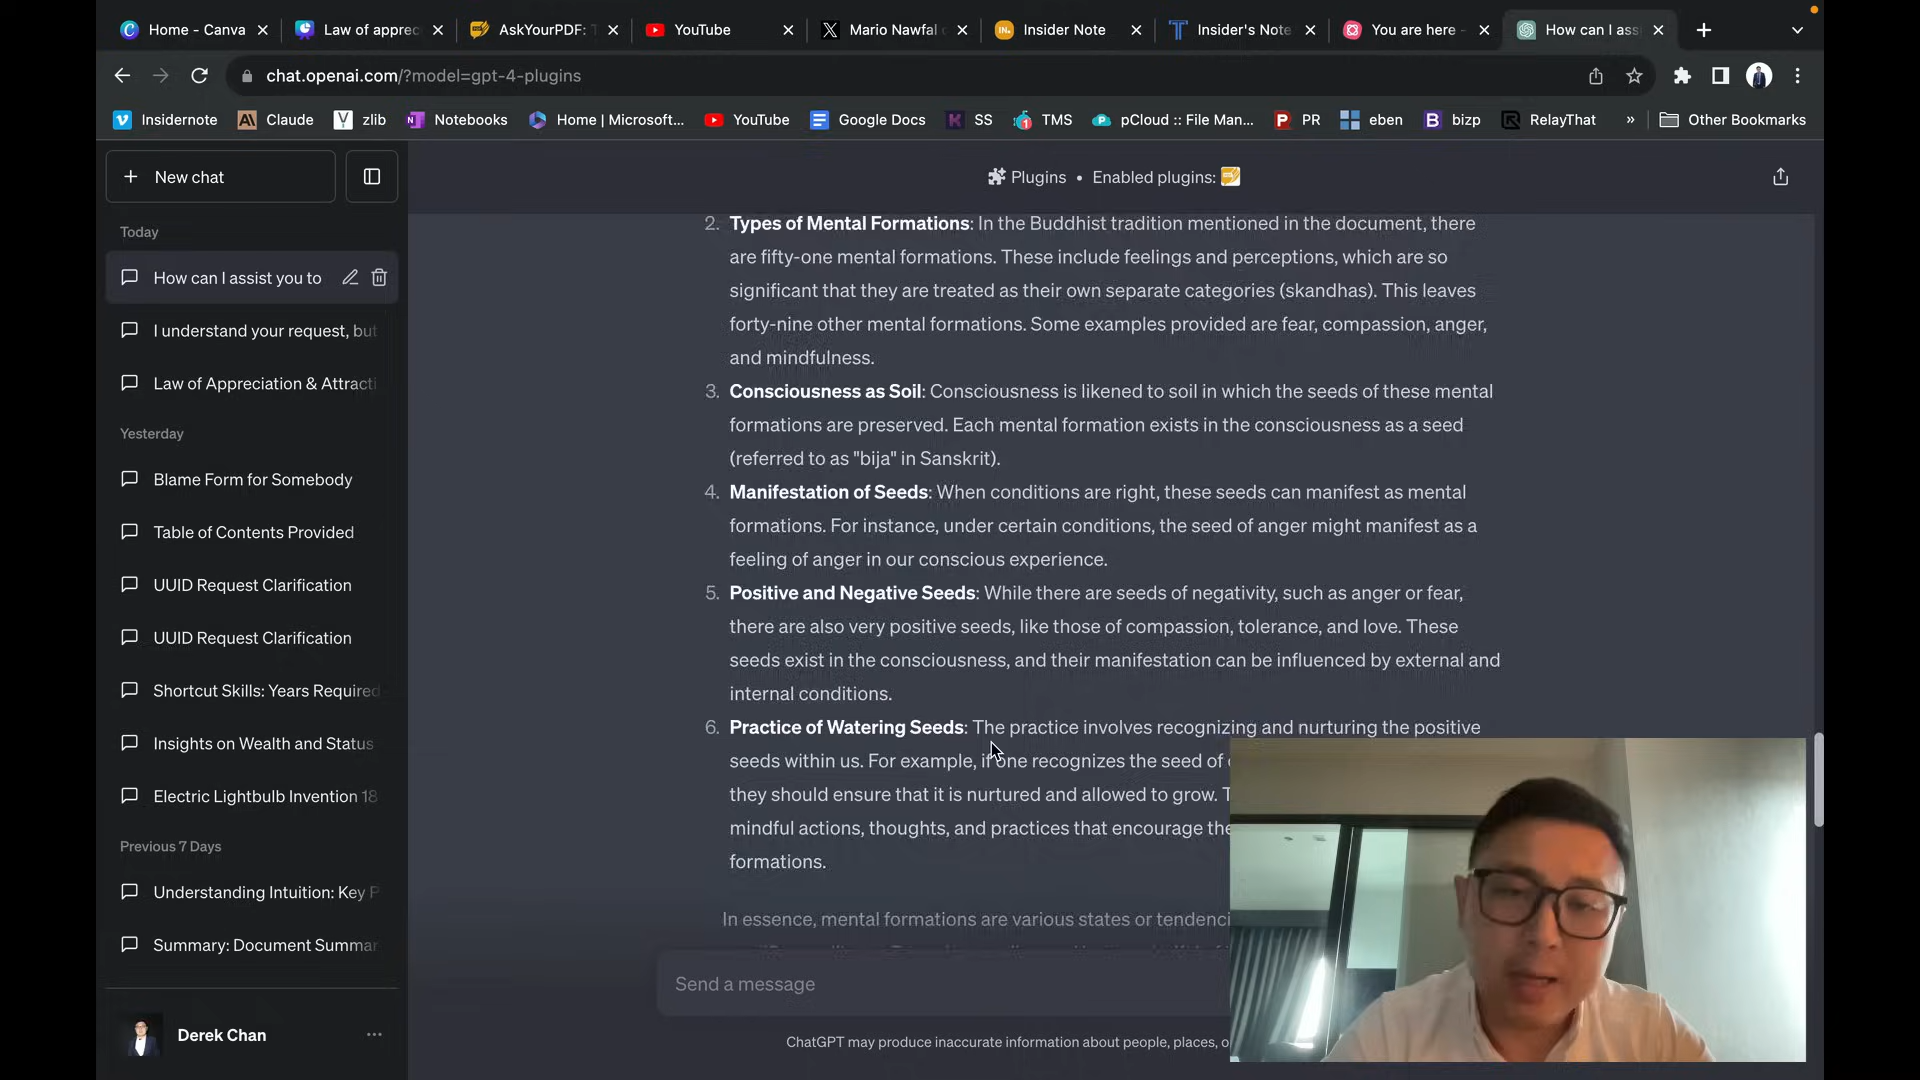 Home - Canva
Law of apprec
AskYourPDF: T
YouTube
Mario Nawfal o
Insider Note
Insider's Note
You are here -
How can I ass
chat.openai.com/?model=gpt-4-plugins
Insidernote
Claude
zlib
Notebooks
Home | Microsoft...
YouTube
Google Docs
SS
TMS
pCloud :: File Man...
PR
eben
bizp
RelayThat
»
Other Bookmarks
+ New chat
Plugins • Enabled plugins:
Today
How can I assist you to
I understand your request, but
Law of Appreciation & Attracti
Yesterday
Blame Form for Somebody
Table of Contents Provided
UUID Request Clarification
UUID Request Clarification
Shortcut Skills: Years Required
Insights on Wealth and Status
Electric Lightbulb Invention 18
Previous 7 Days
Understanding Intuition: Key P
Summary: Document Summar
Derek Chan
2. Types of Mental Formations: In the Buddhist tradition mentioned in the document, there
are fifty-one mental formations. These include feelings and perceptions, which are so
significant that they are treated as their own separate categories (skandhas). This leaves
forty-nine other mental formations. Some examples provided are fear, compassion, anger,
and mindfulness.
3. Consciousness as Soil: Consciousness is likened to soil in which the seeds of these mental
formations are preserved. Each mental formation exists in the consciousness as a seed
(referred to as "bija" in Sanskrit).
4. Manifestation of Seeds: When conditions are right, these seeds can manifest as mental
formations. For instance, under certain conditions, the seed of anger might manifest as a
feeling of anger in our conscious experience.
5. Positive and Negative Seeds: While there are seeds of negativity, such as anger or fear,
there are also very positive seeds, like those of compassion, tolerance, and love. These
seeds exist in the consciousness, and their manifestation can be influenced by external and
internal conditions.
6. Practice of Watering Seeds: The practice involves recognizing and nurturing the positive
seeds within us. For example, if one recognizes the seed of
they should ensure that it is nurtured and allowed to grow. T
mindful actions, thoughts, and practices that encourage the
formations.
In essence, mental formations are various states or tendenci
Send a message
ChatGPT may produce inaccurate information about people, places, o